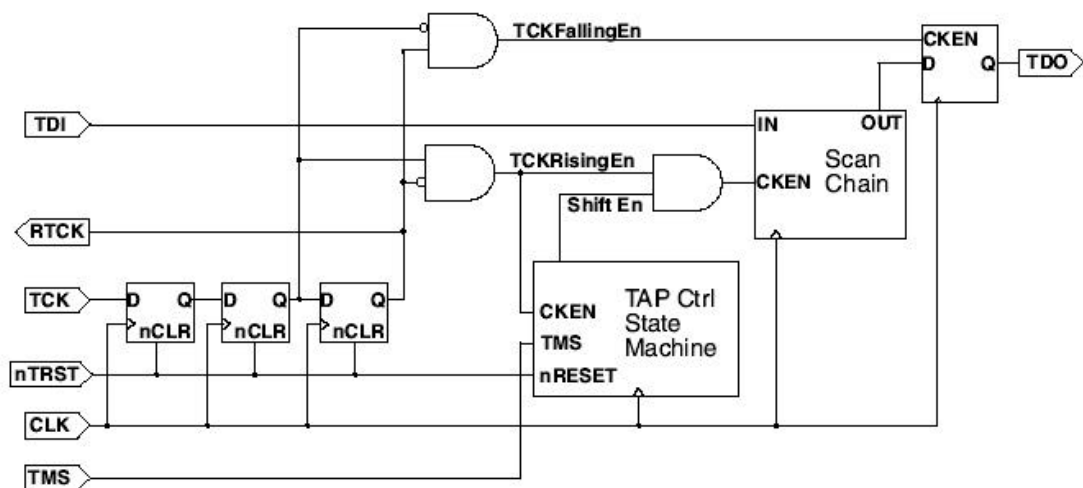 TCKFallingEn
CKEN
D Q
TDO
TDI
IN OUT
TCKRisingEn
Scan
Chain
CKEN
Shift En
RTCK
TCK
D Q
nCLR
D Q
nCLR
D Q
nCLR
TAP Ctrl
State
Machine
CKEN
TMS
nRESET
nTRST
CLK
TMS